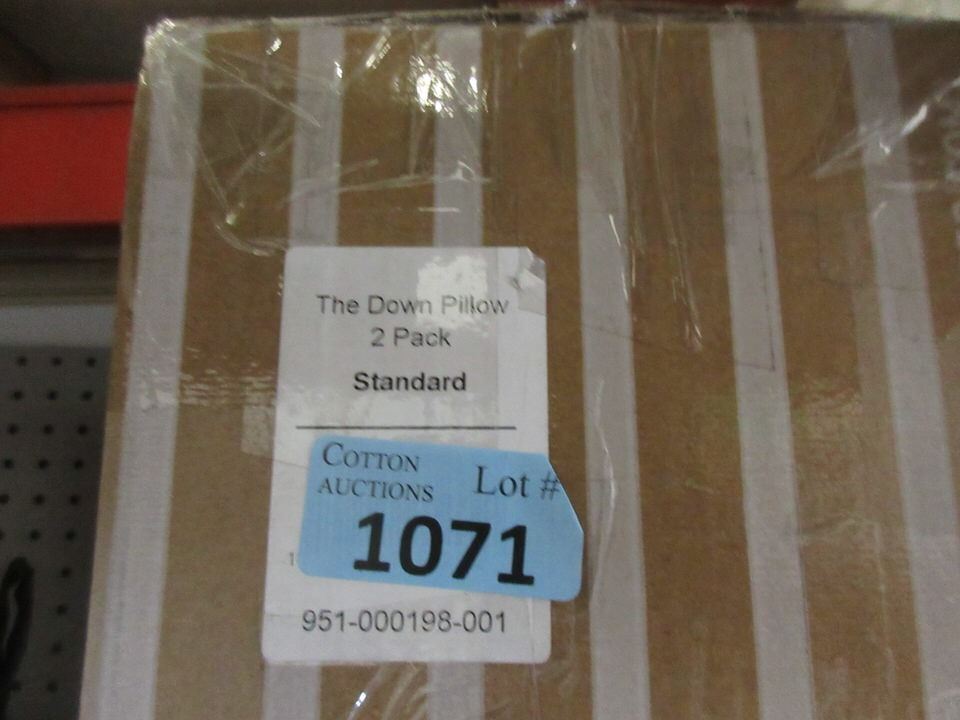 The Down Pillow
2 Pack
Standard
COTTON
AUCTIONS
Lot #
1071
951-000198-001